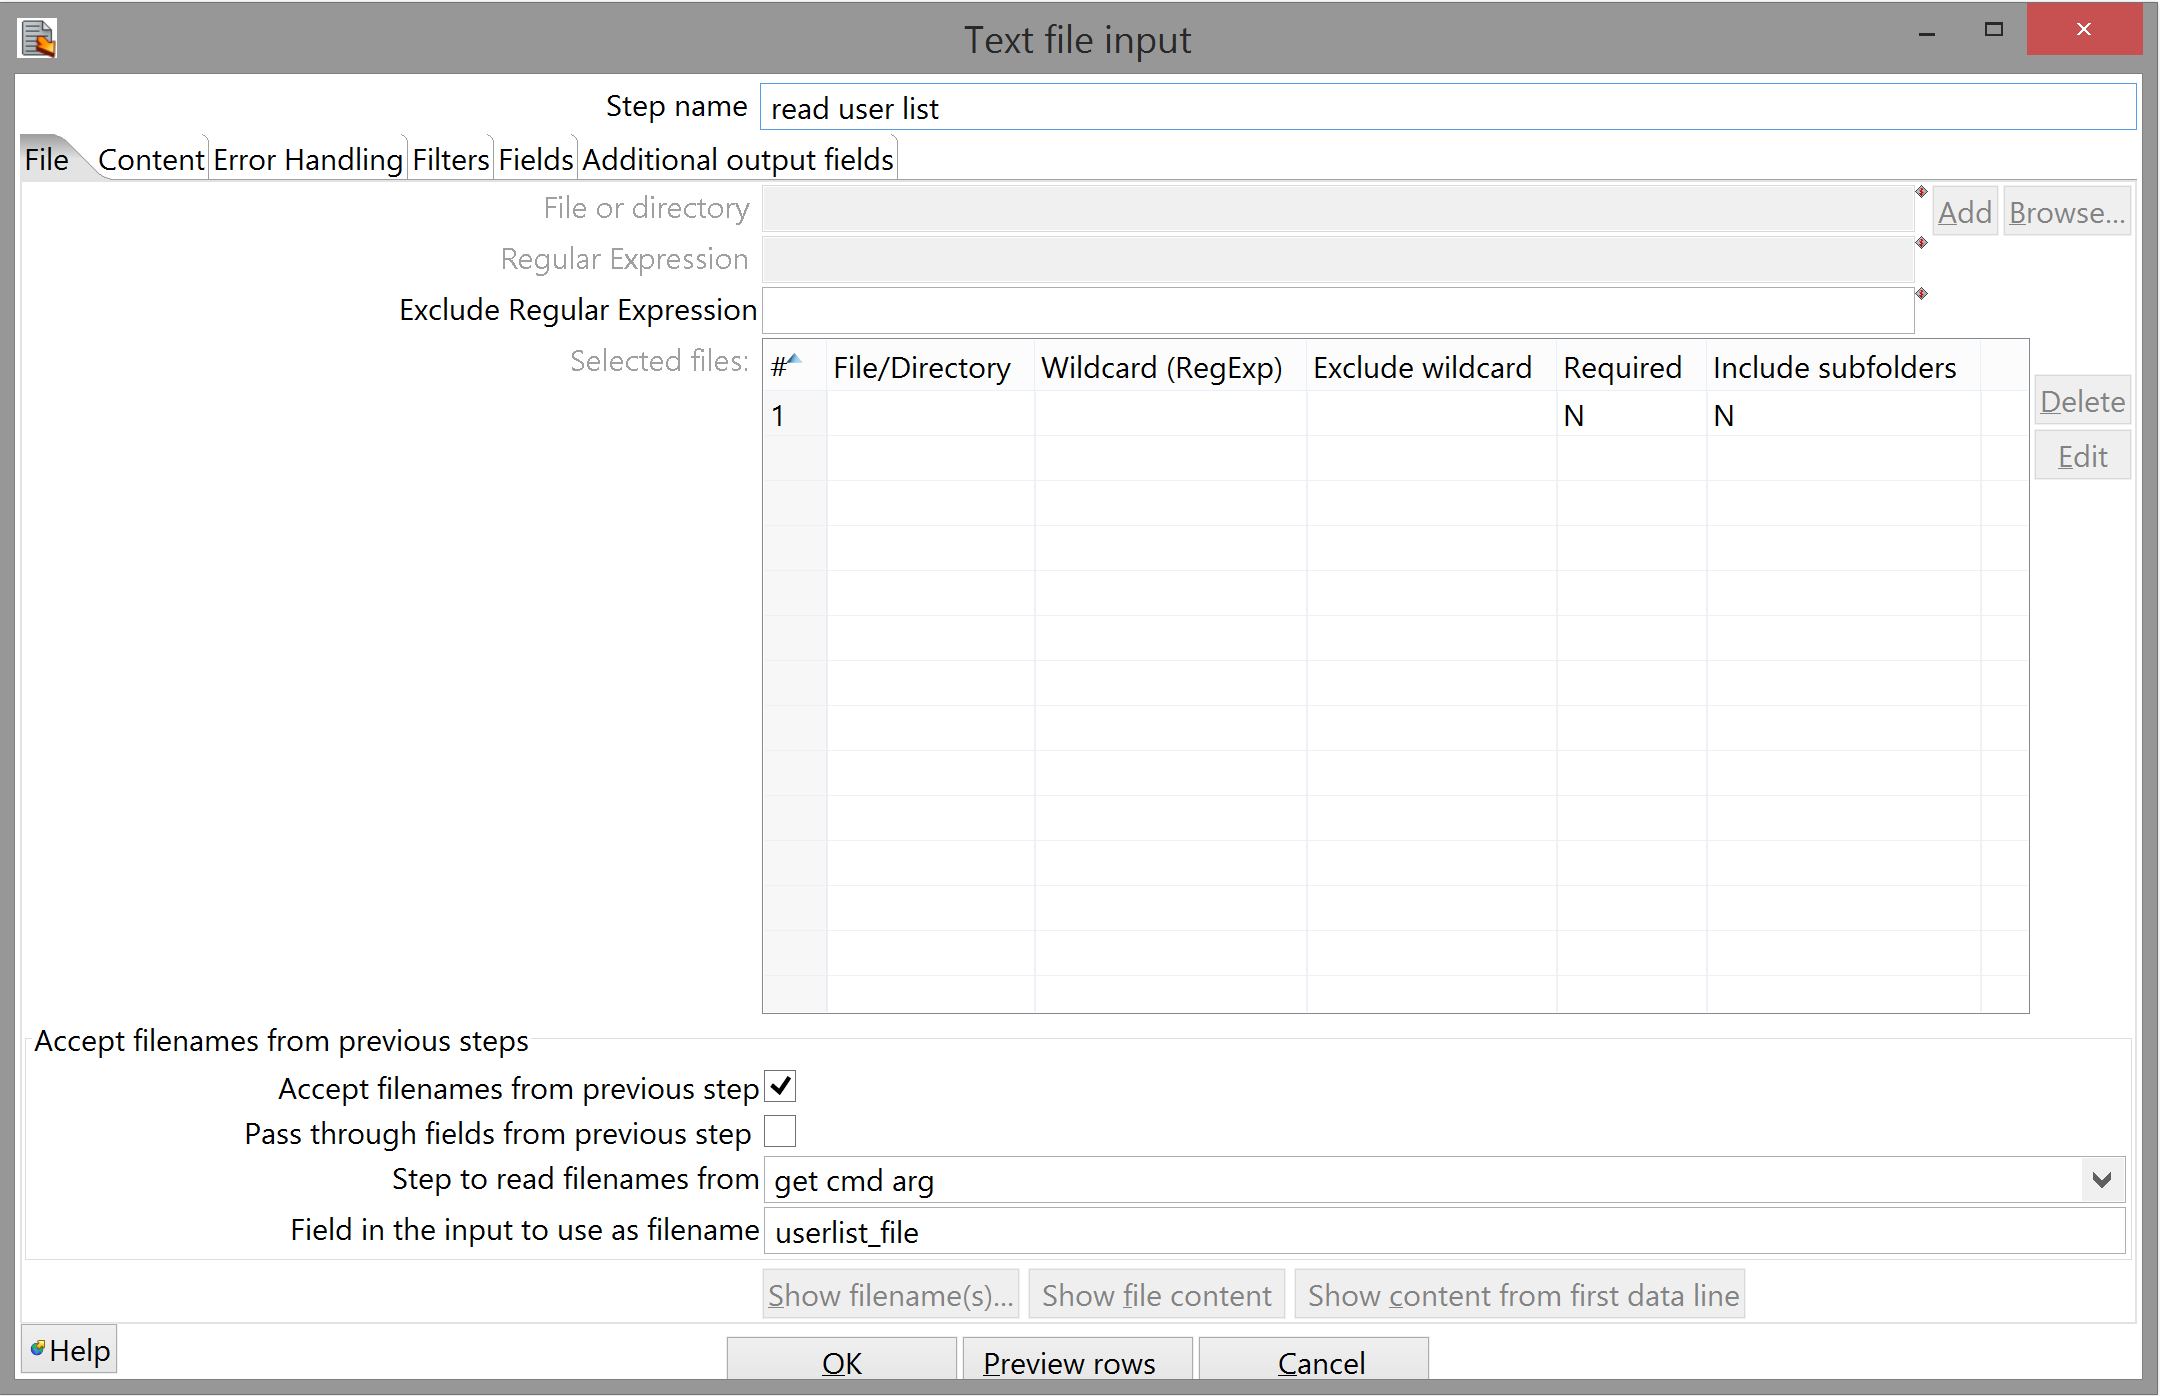 Text file input
Step name read user list
File Content Error Handling Filters Fields Additional output fields
File or directory Add Browse...
Regular Expression
Exclude Regular Expression
Selected files: # File/Directory Wildcard (RegExp) Exclude wildcard Required Include subfolders
1 N N
Delete
Edit
Accept filenames from previous steps
Accept filenames from previous step
Pass through fields from previous step
Step to read filenames from get cmd arg
Field in the input to use as filename userlist_file
Show filename(s)... Show file content Show content from first data line
Help
OK Preview rows Cancel